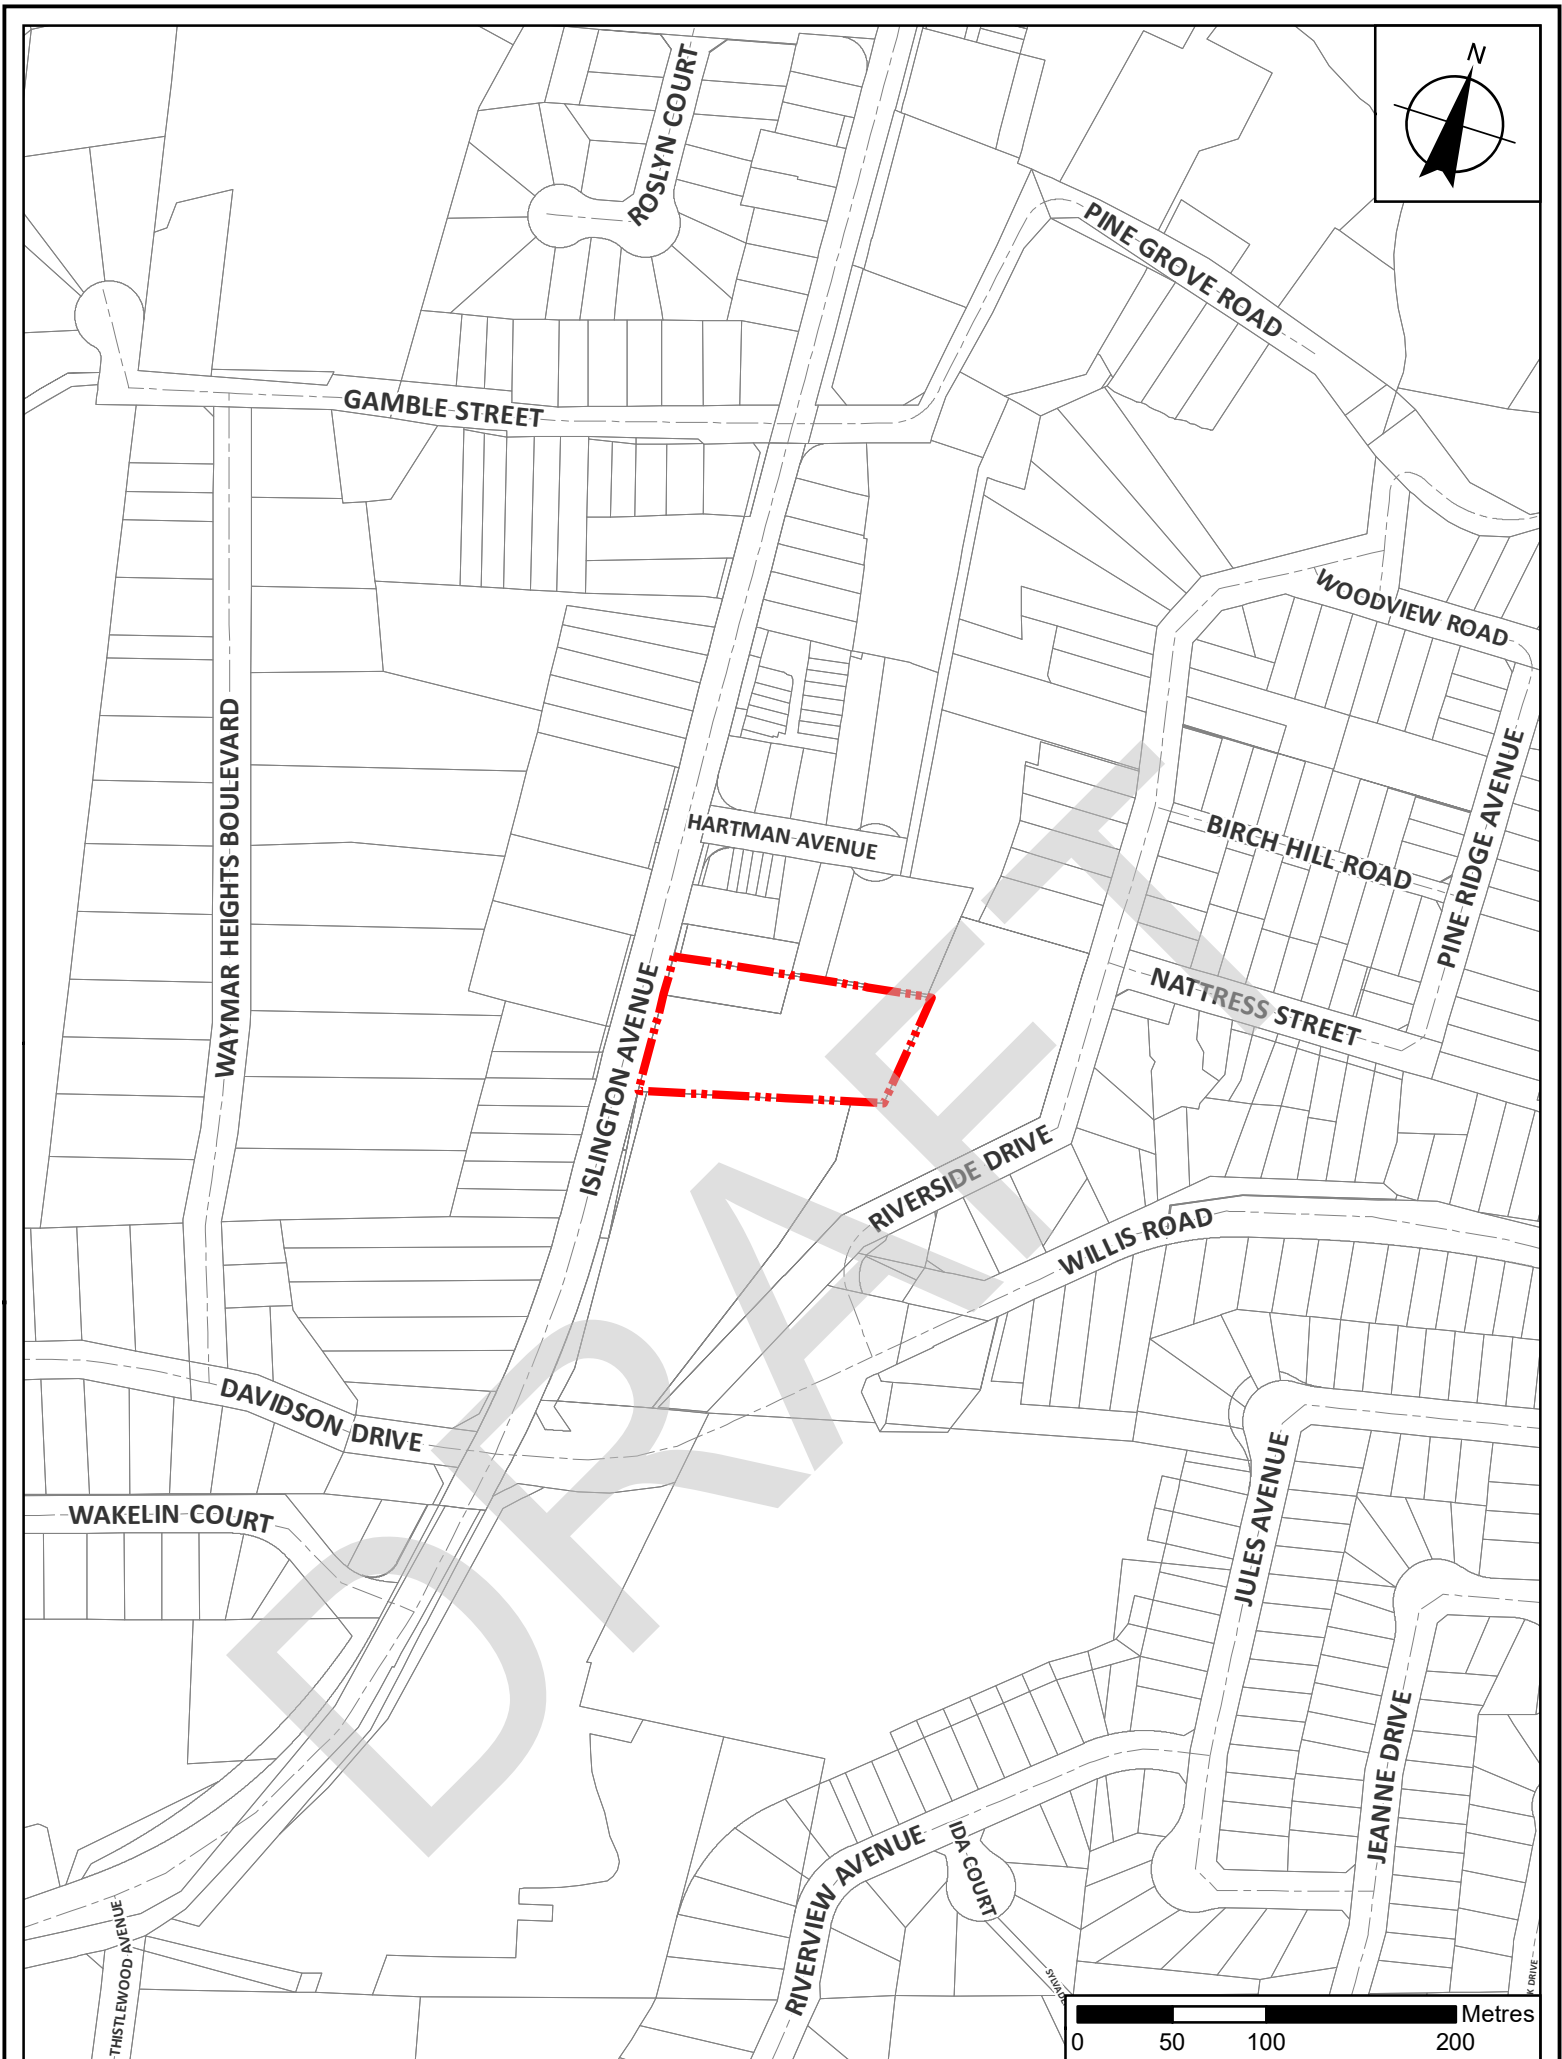 N
ROSLYN COURT
PINE GROVE ROAD
GAMBLE STREET
WOODVIEW ROAD
WAYMAR HEIGHTS BOULEVARD
HARTMAN AVENUE
BIRCH HILL ROAD
PINE RIDGE AVENUE
ISLINGTON AVENUE
NATTRESS STREET
RIVERSIDE DRIVE
WILLIS ROAD
DAVIDSON DRIVE
WAKELIN COURT
JULES AVENUE
JEANNE DRIVE
RIVERVIEW AVENUE
IDA COURT
THISTLEWOOD AVENUE
DRIVE
DRAFT
Metres
0 50 100 200